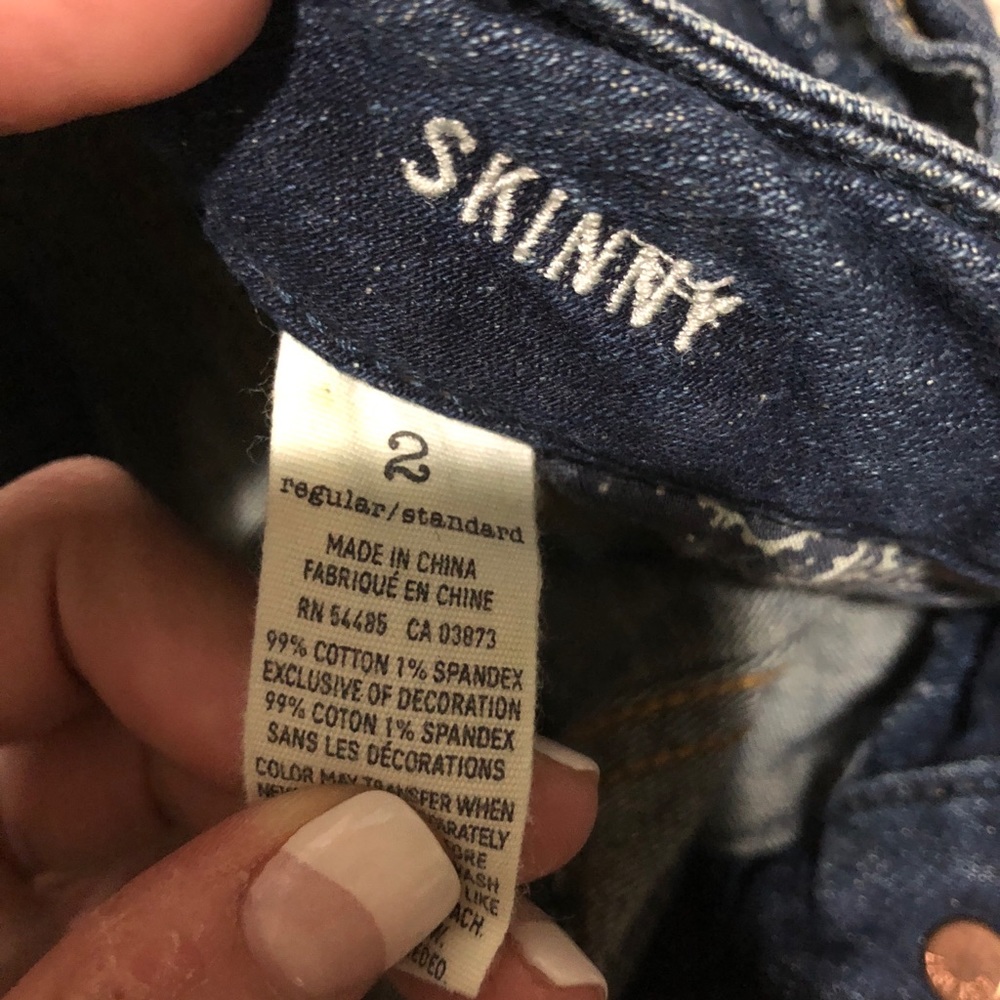 SKINNY
2
regular/standard
MADE IN CHINA
FABRIQUÉ EN CHINE
RN 54485 CA 03873
99% COTTON 1% SPANDEX
EXCLUSIVE OF DECORATION
99% COTON 1% SPANDEX
SANS LES DÉCORATIONS
COLOR MAY TRANSFER WHEN
LIKE